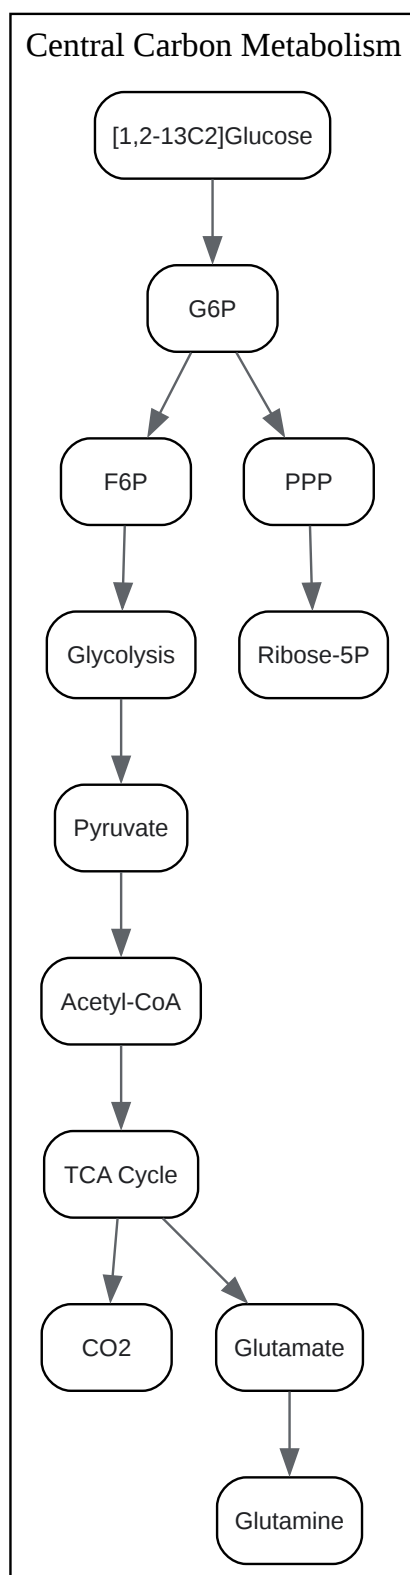 Central Carbon Metabolism
[1,2-13C2]Glucose
G6P
F6P
PPP
Glycolysis
Ribose-5P
Pyruvate
Acetyl-CoA
TCA Cycle
CO2
Glutamate
Glutamine